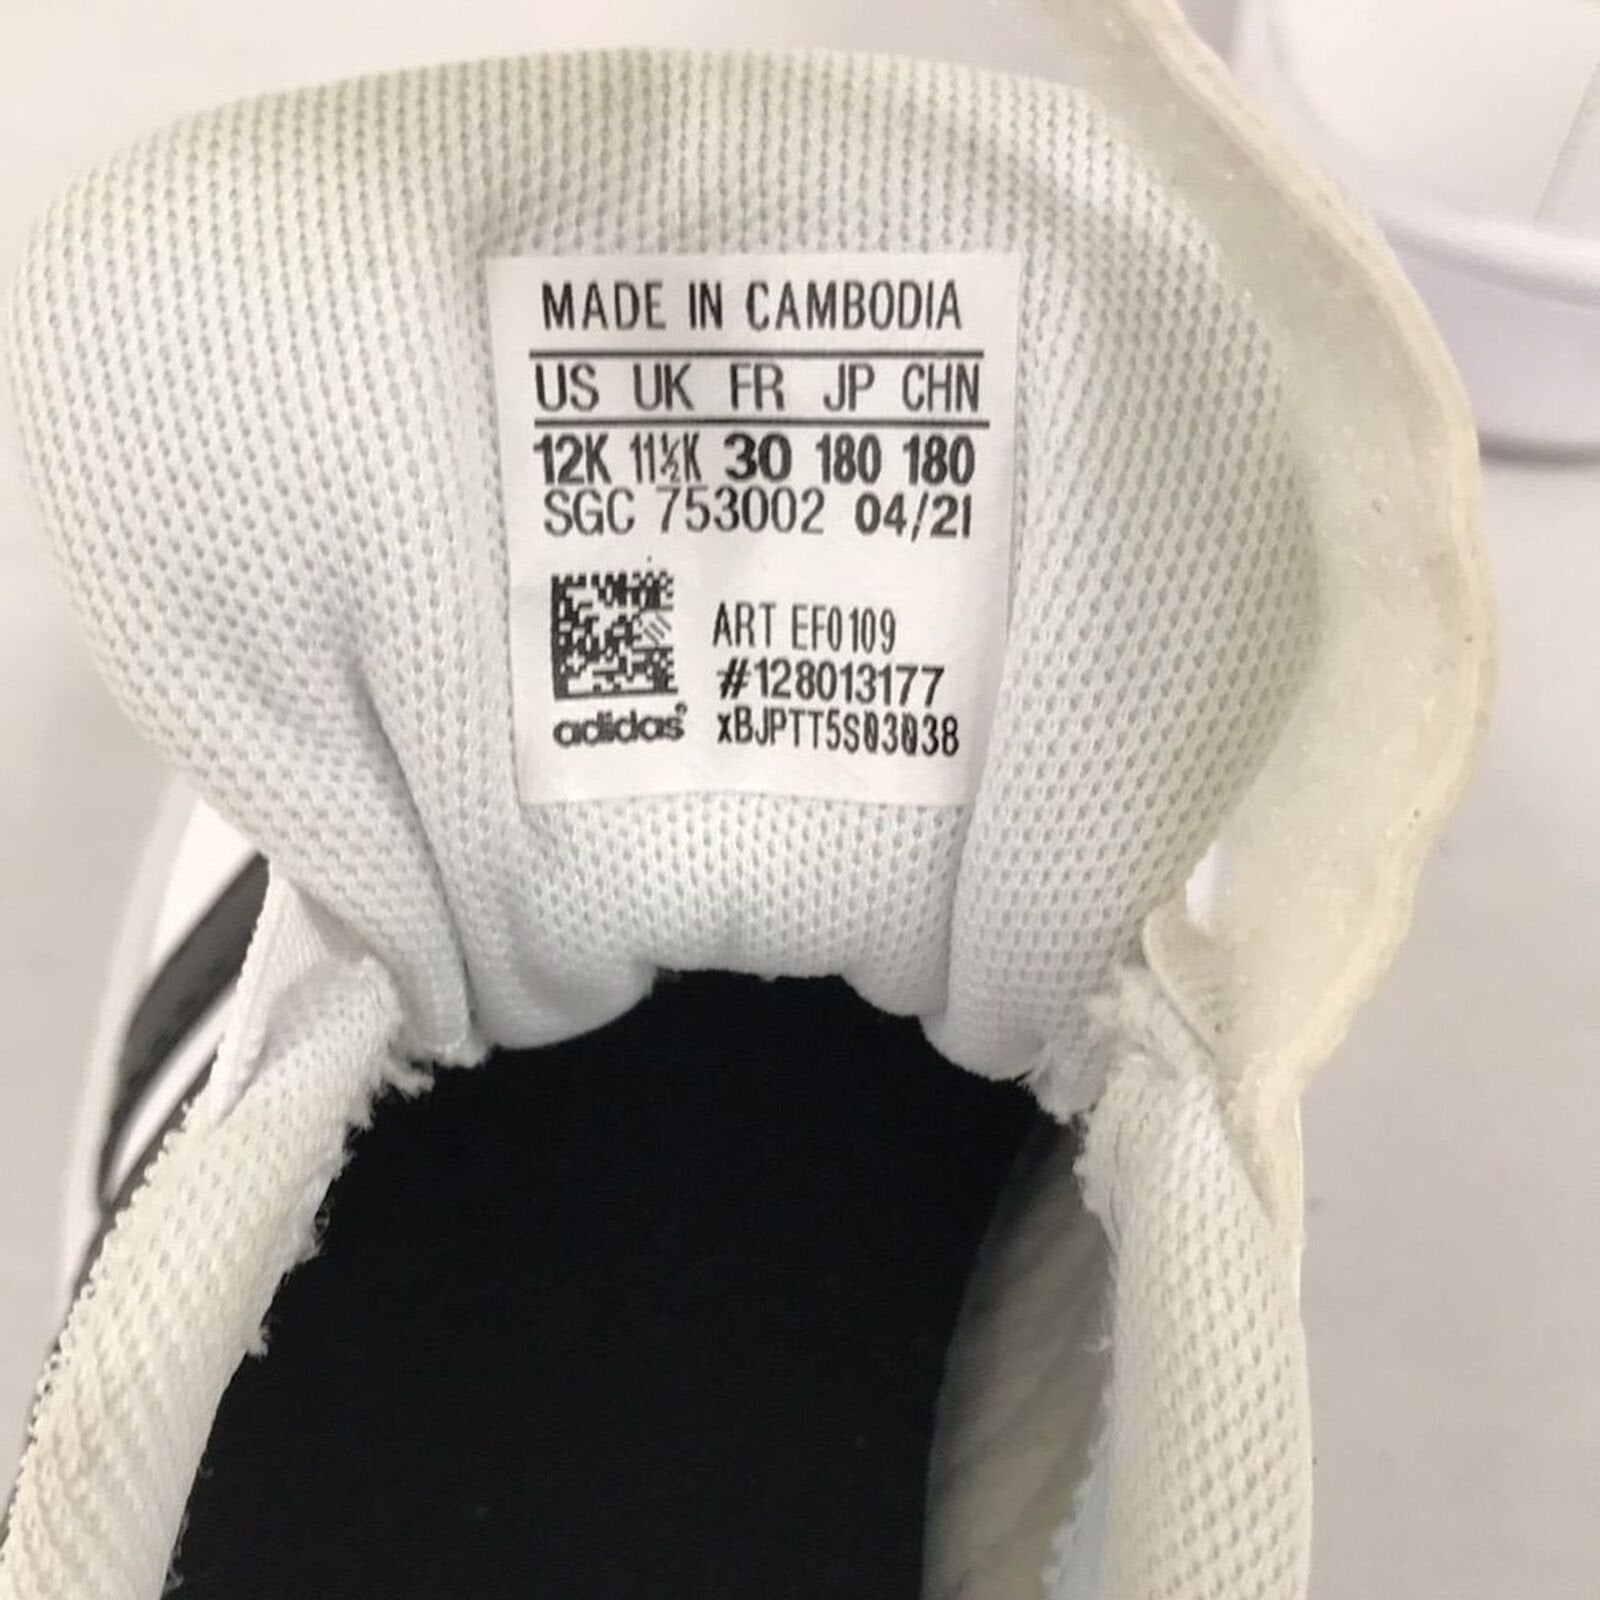 MADE IN CAMBODIA
US UK FR JP CHN
12K 11½K 30 180 180
SGC 753002 04/21
ART EF0109
#128013177
adidas® xBJPTT5S03038